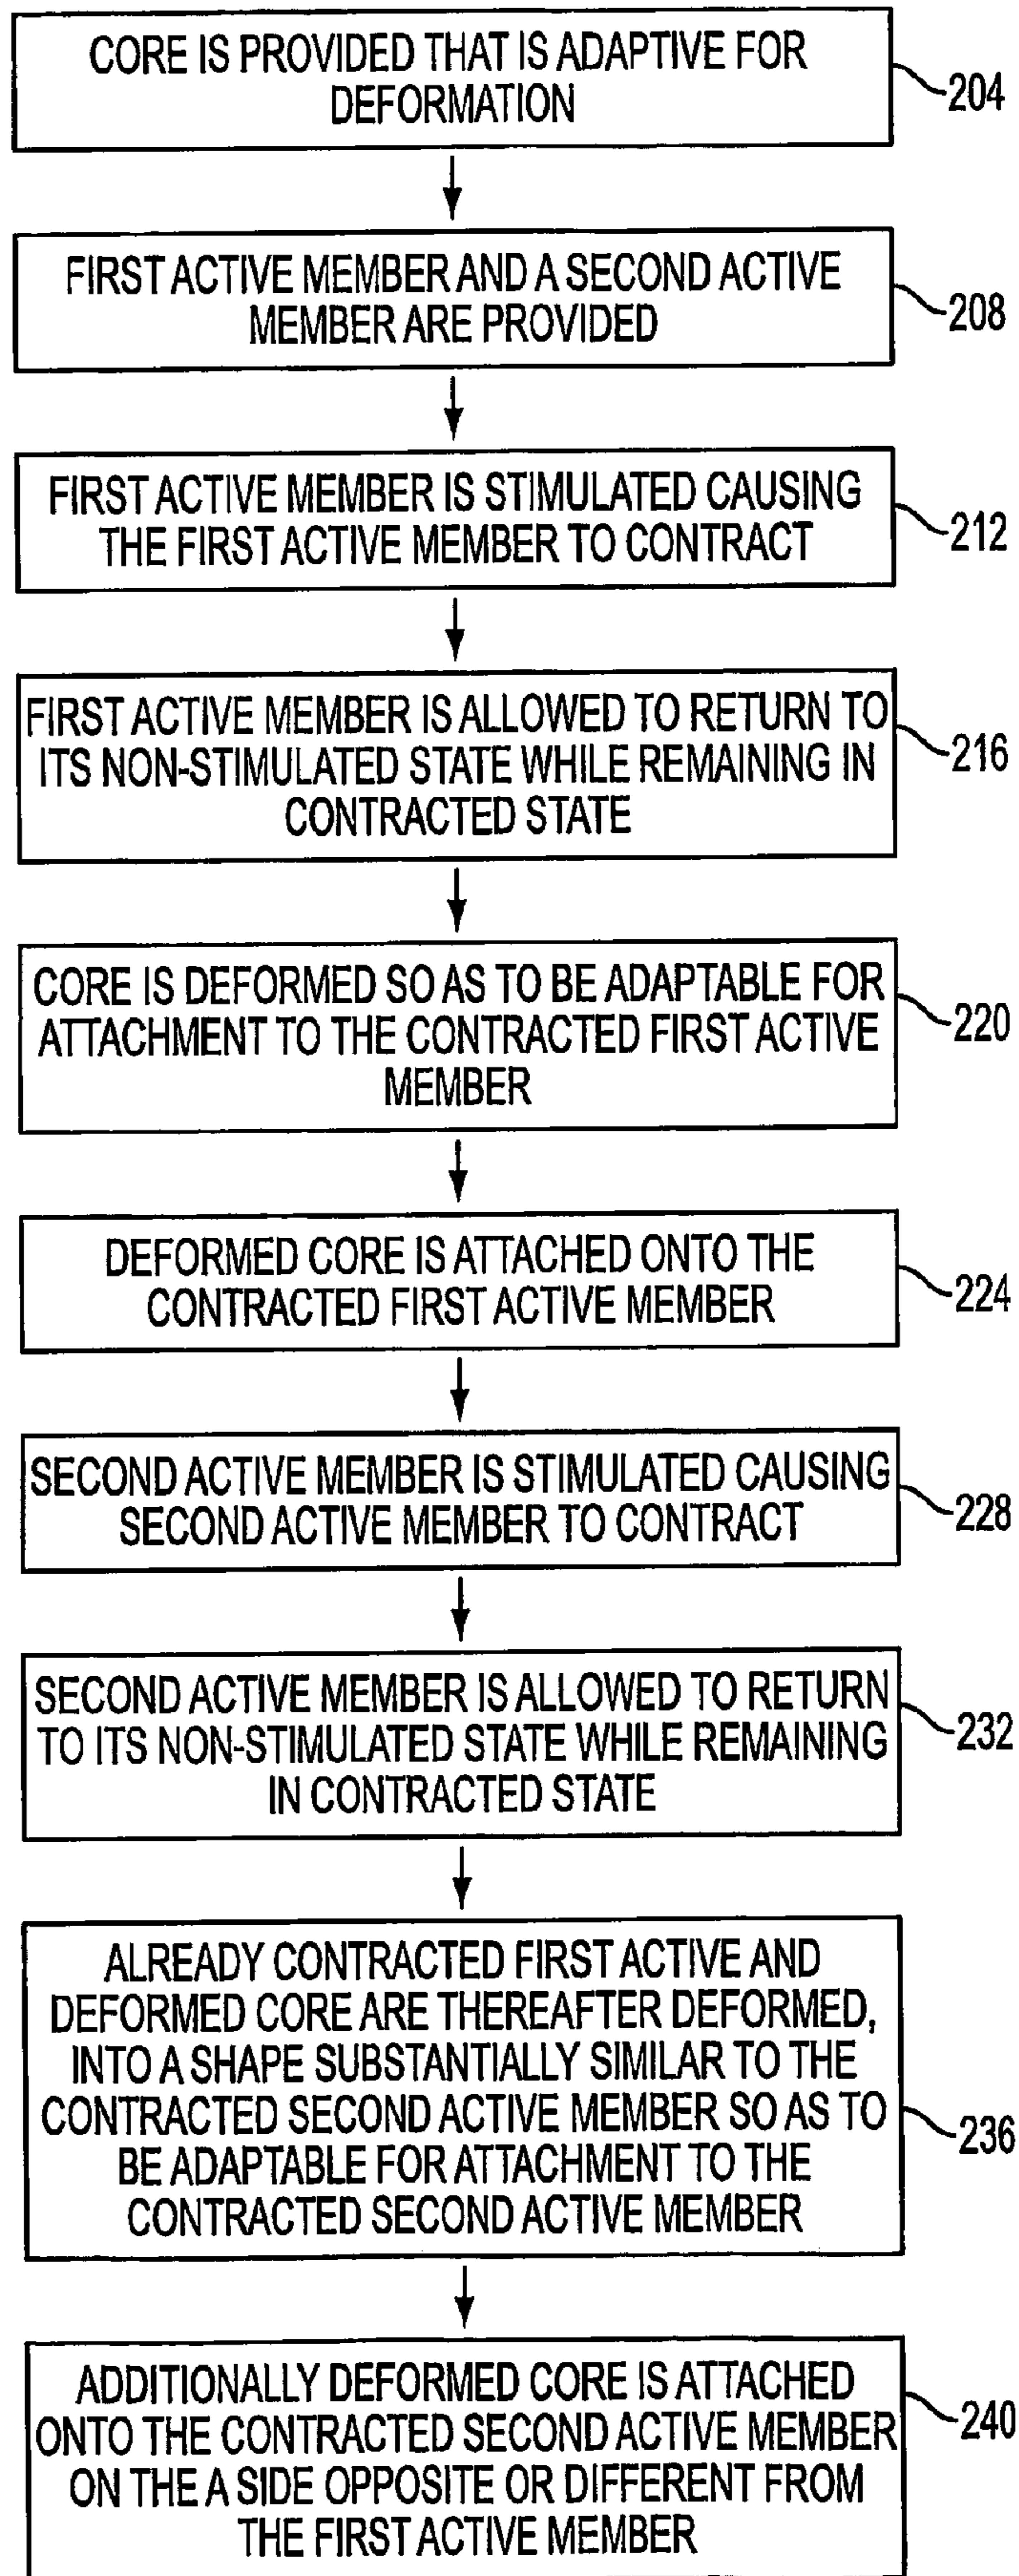 CORE IS PROVIDED THAT IS ADAPTIVE FOR
DEFORMATION
204
FIRST ACTIVE MEMBER AND A SECOND ACTIVE
MEMBER ARE PROVIDED
208
FIRST ACTIVE MEMBER IS STIMULATED CAUSING
THE FIRST ACTIVE MEMBER TO CONTRACT
212
FIRST ACTIVE MEMBER IS ALLOWED TO RETURN TO
ITS NON-STIMULATED STATE WHILE REMAINING IN
CONTRACTED STATE
216
CORE IS DEFORMED SO AS TO BE ADAPTABLE FOR
ATTACHMENT TO THE CONTRACTED FIRST ACTIVE
MEMBER
220
DEFORMED CORE IS ATTACHED ONTO THE
CONTRACTED FIRST ACTIVE MEMBER
224
SECOND ACTIVE MEMBER IS STIMULATED CAUSING
SECOND ACTIVE MEMBER TO CONTRACT
228
SECOND ACTIVE MEMBER IS ALLOWED TO RETURN
TO ITS NON-STIMULATED STATE WHILE REMAINING
IN CONTRACTED STATE
232
ALREADY CONTRACTED FIRST ACTIVE AND
DEFORMED CORE ARE THEREAFTER DEFORMED,
INTO A SHAPE SUBSTANTIALLY SIMILAR TO THE
CONTRACTED SECOND ACTIVE MEMBER SO AS TO
BE ADAPTABLE FOR ATTACHMENT TO THE
CONTRACTED SECOND ACTIVE MEMBER
236
ADDITIONALLY DEFORMED CORE IS ATTACHED
ONTO THE CONTRACTED SECOND ACTIVE MEMBER
ON THE A SIDE OPPOSITE OR DIFFERENT FROM
THE FIRST ACTIVE MEMBER
240